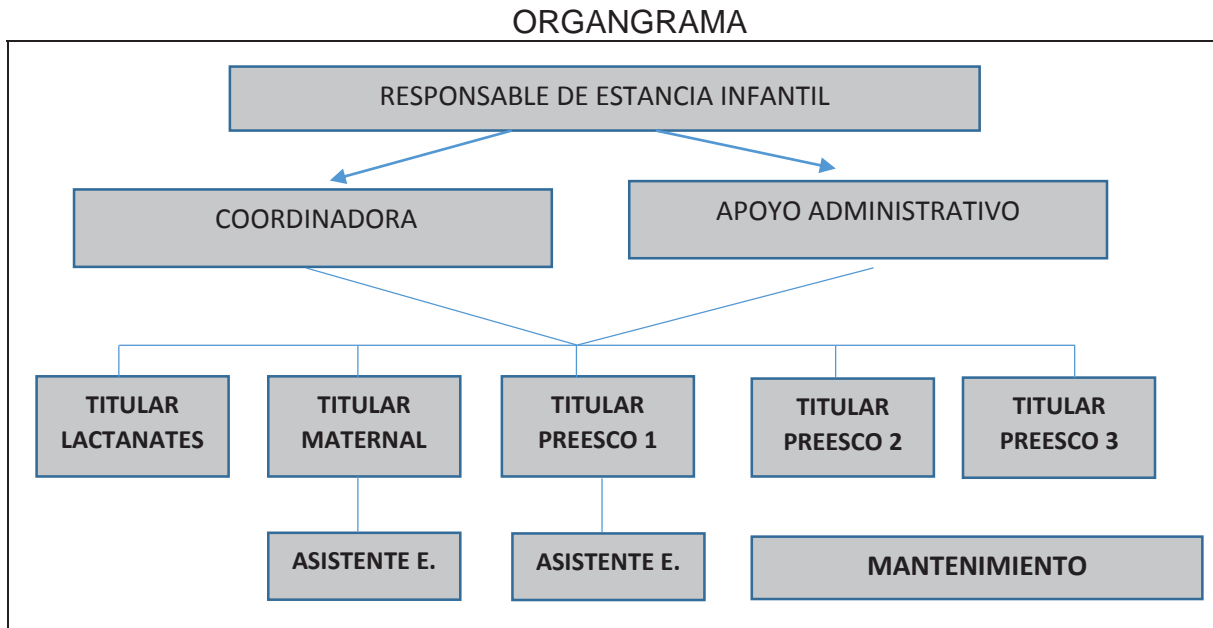 ORGANGRAMA
RESPONSABLE DE ESTANCIA INFANTIL
COORDINADORA
APOYO ADMINISTRATIVO
TITULAR
LACTANATES
TITULAR
MATERNAL
TITULAR
PREESCO 1
TITULAR
PREESCO 2
TITULAR
PREESCO 3
ASISTENTE E.
ASISTENTE E.
MANTENIMIENTO